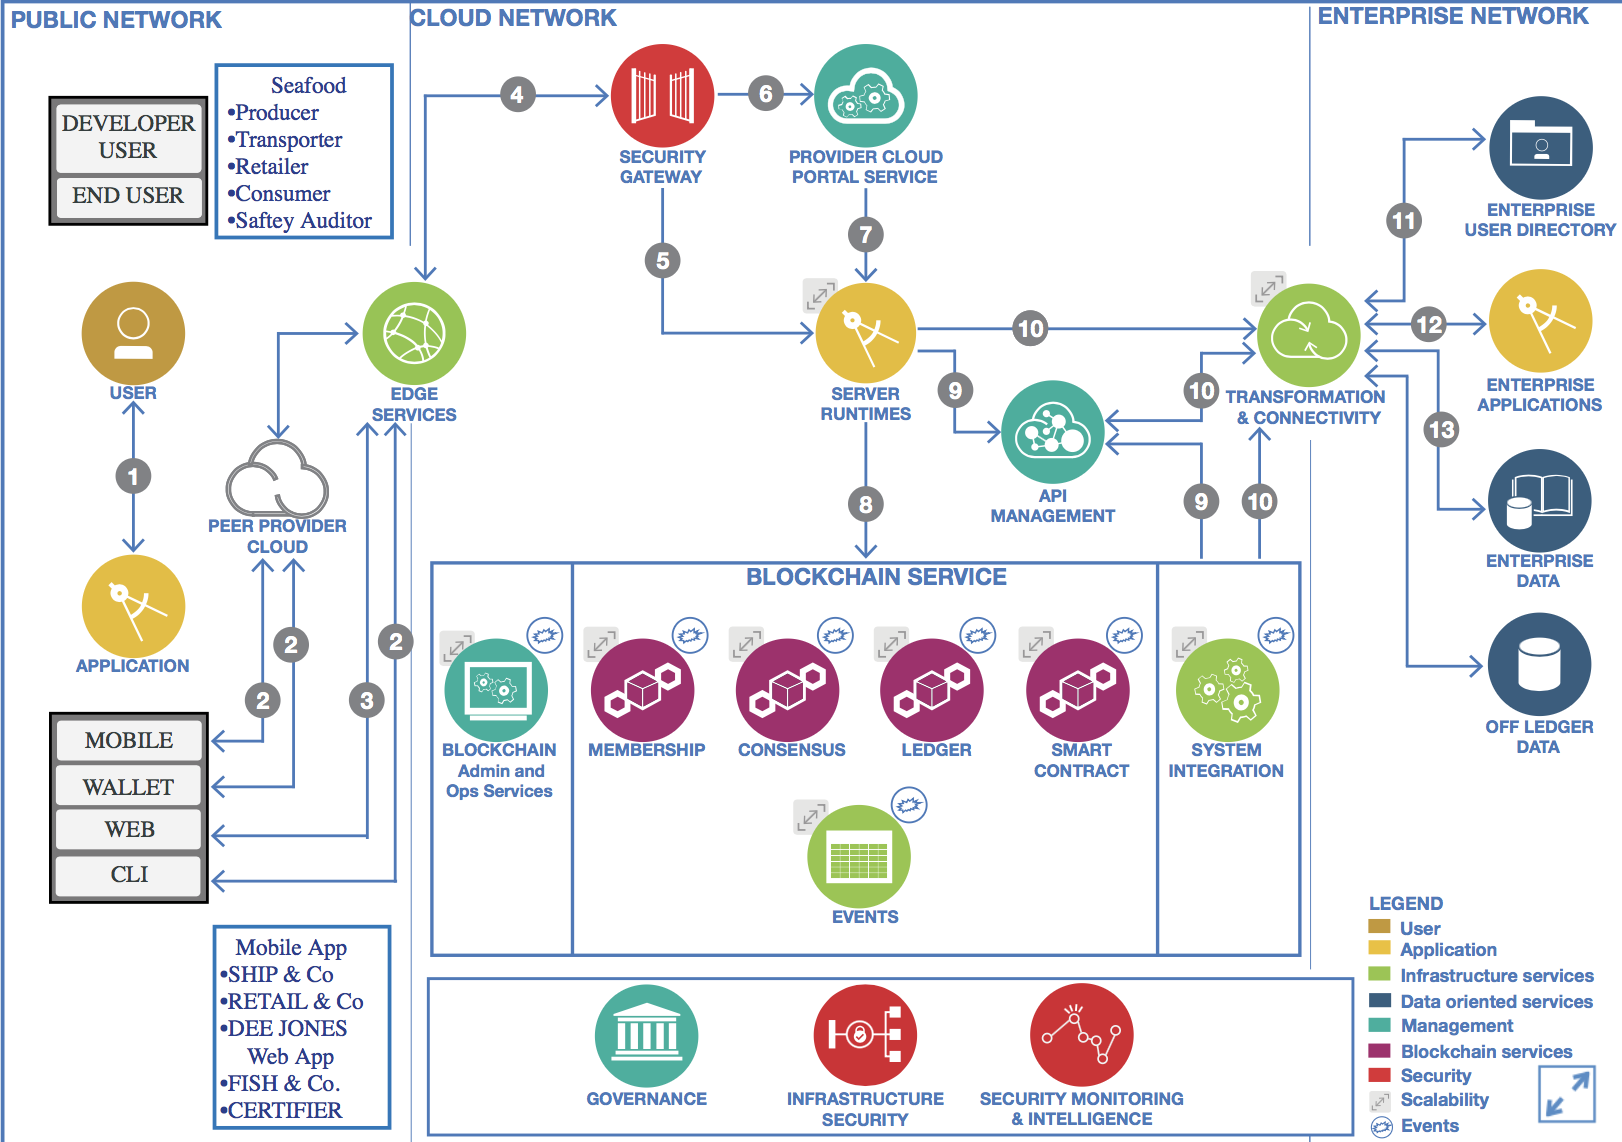 PUBLIC NETWORK
CLOUD NETWORK
ENTERPRISE NETWORK
DEVELOPER
USER
END USER
Seafood
•Producer
•Transporter
•Retailer
•Consumer
•Saftey Auditor
4
6
5
7
11
SECURITY
GATEWAY
PROVIDER CLOUD
PORTAL SERVICE
ENTERPRISE
USER DIRECTORY
USER
EDGE
SERVICES
SERVER
RUNTIMES
10
9
10
12
TRANSFORMATION
& CONNECTIVITY
ENTERPRISE
APPLICATIONS
13
1
PEER PROVIDER
CLOUD
8
API
MANAGEMENT
9
10
ENTERPRISE
DATA
APPLICATION
2
2
3
2
MOBILE
WALLET
WEB
CLI
BLOCKCHAIN SERVICE
BLOCKCHAIN
Admin and
Ops Services
MEMBERSHIP
CONSENSUS
LEDGER
SMART
CONTRACT
SYSTEM
INTEGRATION
EVENTS
OFF LEDGER
DATA
Mobile App
•SHIP & Co
•RETAIL & Co
•DEE JONES
Web App
•FISH & Co.
•CERTIFIER
GOVERNANCE
INFRASTRUCTURE
SECURITY
SECURITY MONITORING
& INTELLIGENCE
LEGEND
User
Application
Infrastructure services
Data oriented services
Management
Blockchain services
Security
Scalability
Events